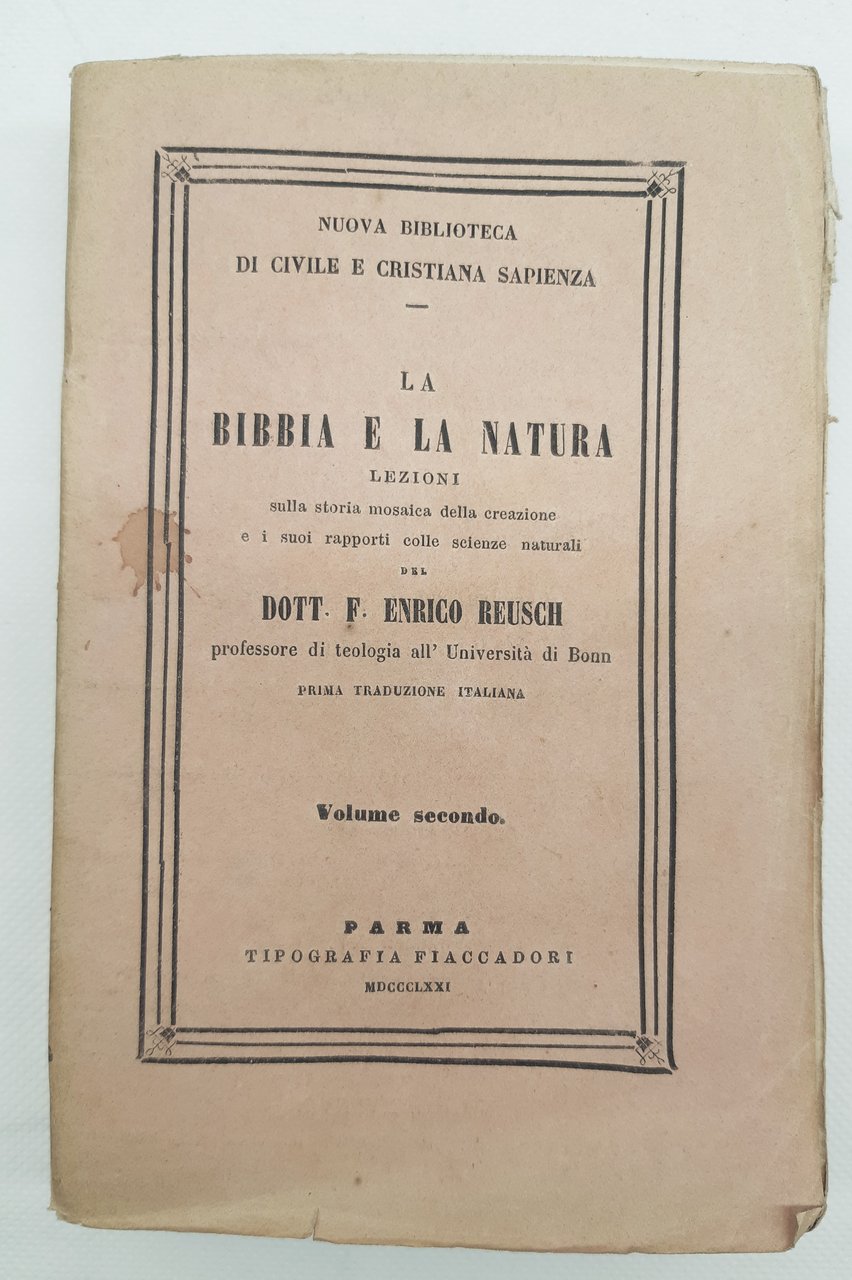 NUOVA BIBLIOTECA
DI CIVILE E CRISTIANA SAPIENZA
LA
BIBBIA E LA NATURA
LEZIONI
sulla storia mosaica della creazione
e i suoi rapporti colle scienze naturali
DEL
DOTT. F. ENRICO REUSCH
professore di teologia all' Università di Bonn
PRIMA TRADUZIONE ITALIANA
Volume secondo.
PARMA
TIPOGRAFIA FIACCADORI
MDCCCLXXI